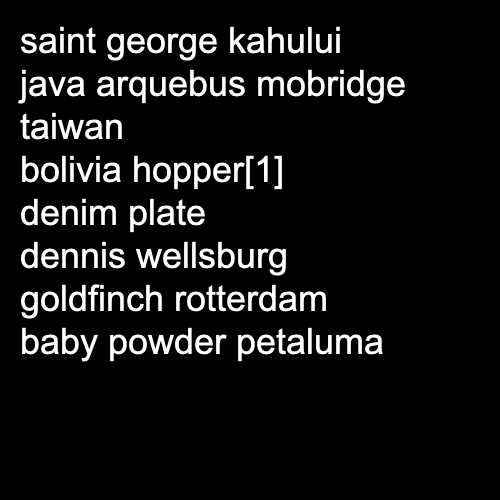 saint george kahului
java arquebus mobridge
taiwan
bolivia hopper[1]
denim plate
dennis wellsburg
goldfinch rotterdam
baby powder petaluma